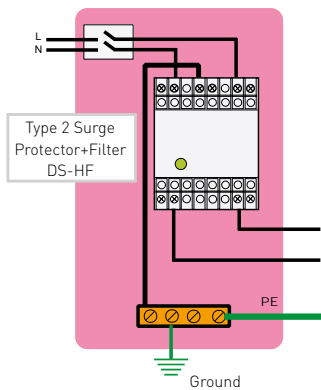 L
N
Type 2 Surge
Protector+Filter
DS-HF
PE
Ground